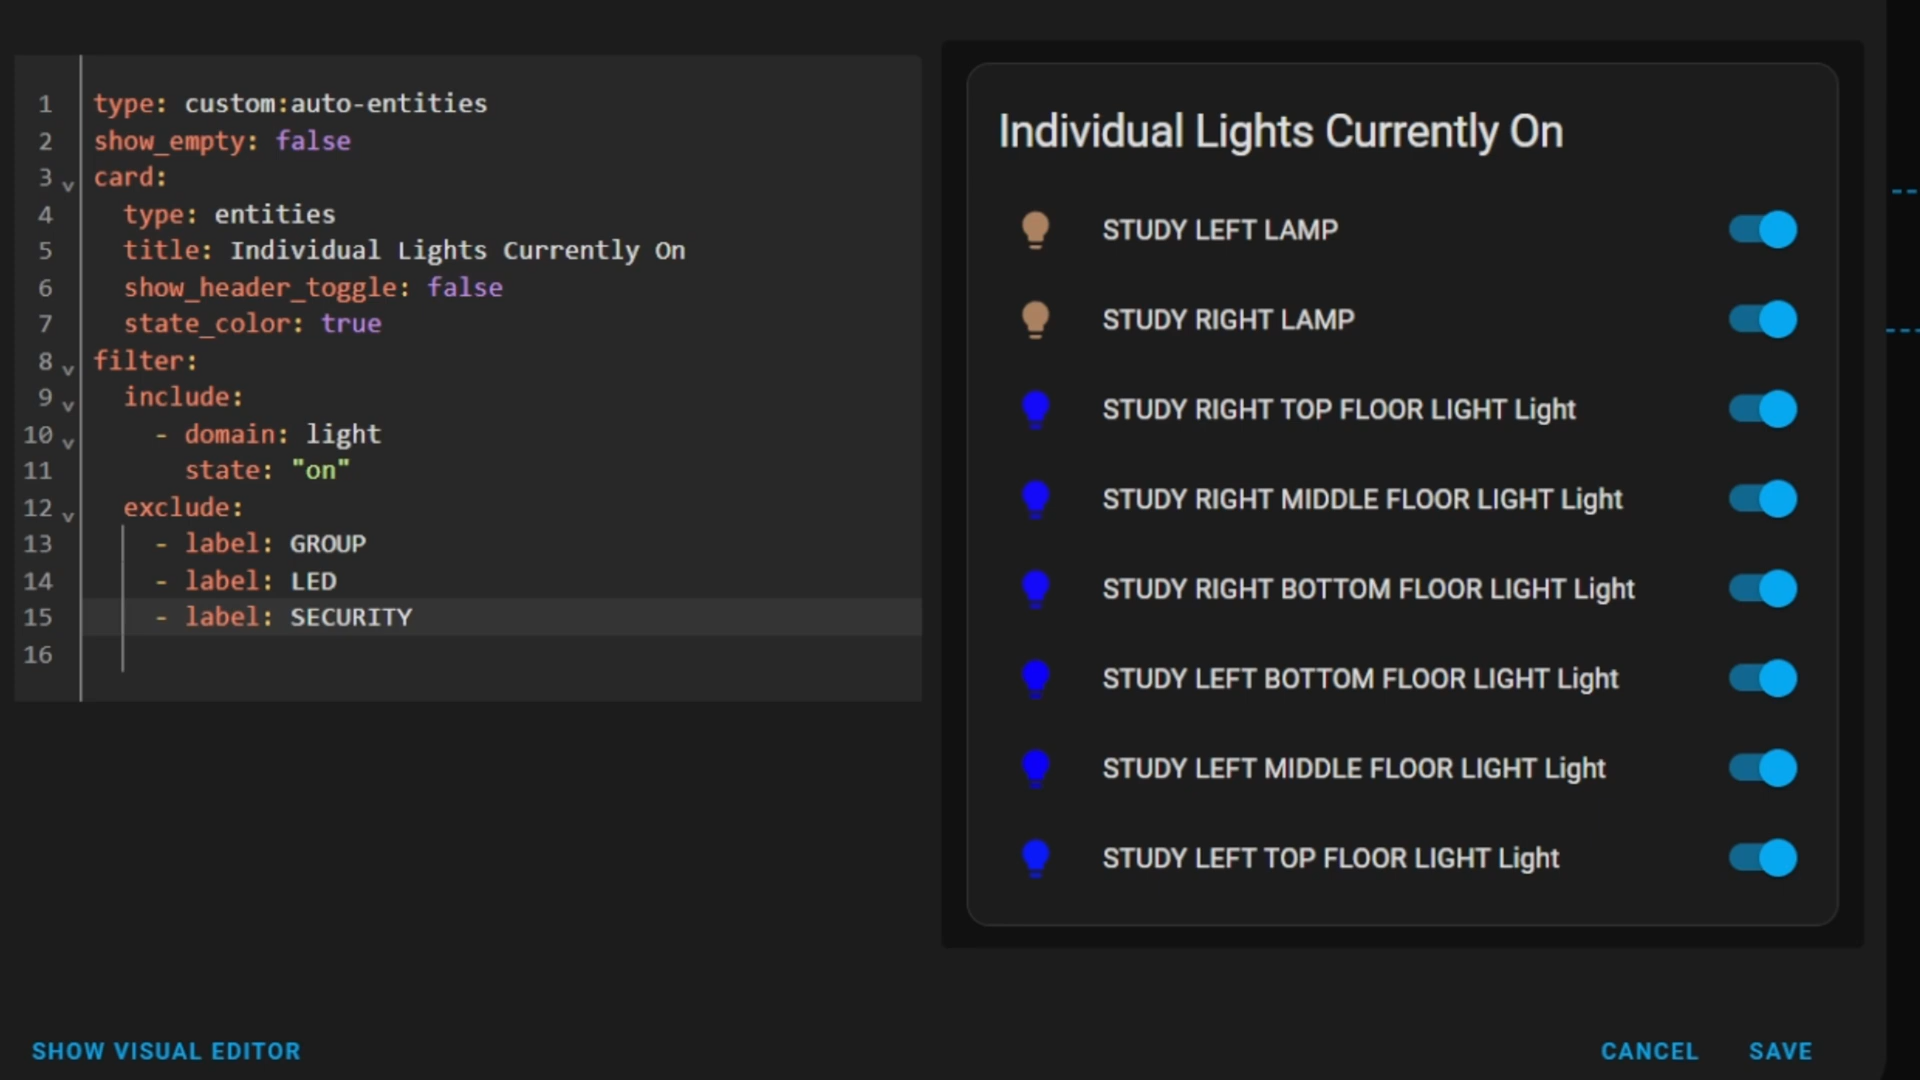 1 type: custom:auto-entities
2 show_empty: false
3 card:
4   type: entities
5   title: Individual Lights Currently On
6   show_header_toggle: false
7   state_color: true
8 filter:
9   include:
10     - domain: light
11       state: "on"
12   exclude:
13     - label: GROUP
14     - label: LED
15     - label: SECURITY
16
Individual Lights Currently On
STUDY LEFT LAMP
STUDY RIGHT LAMP
STUDY RIGHT TOP FLOOR LIGHT Light
STUDY RIGHT MIDDLE FLOOR LIGHT Light
STUDY RIGHT BOTTOM FLOOR LIGHT Light
STUDY LEFT BOTTOM FLOOR LIGHT Light
STUDY LEFT MIDDLE FLOOR LIGHT Light
STUDY LEFT TOP FLOOR LIGHT Light
SHOW VISUAL EDITOR
CANCEL SAVE